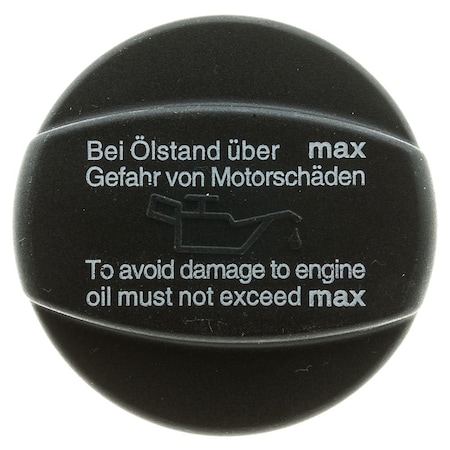 Bei Ölstand über max
Gefahr von Motorschäden
To avoid damage to engine
oil must not exceed max